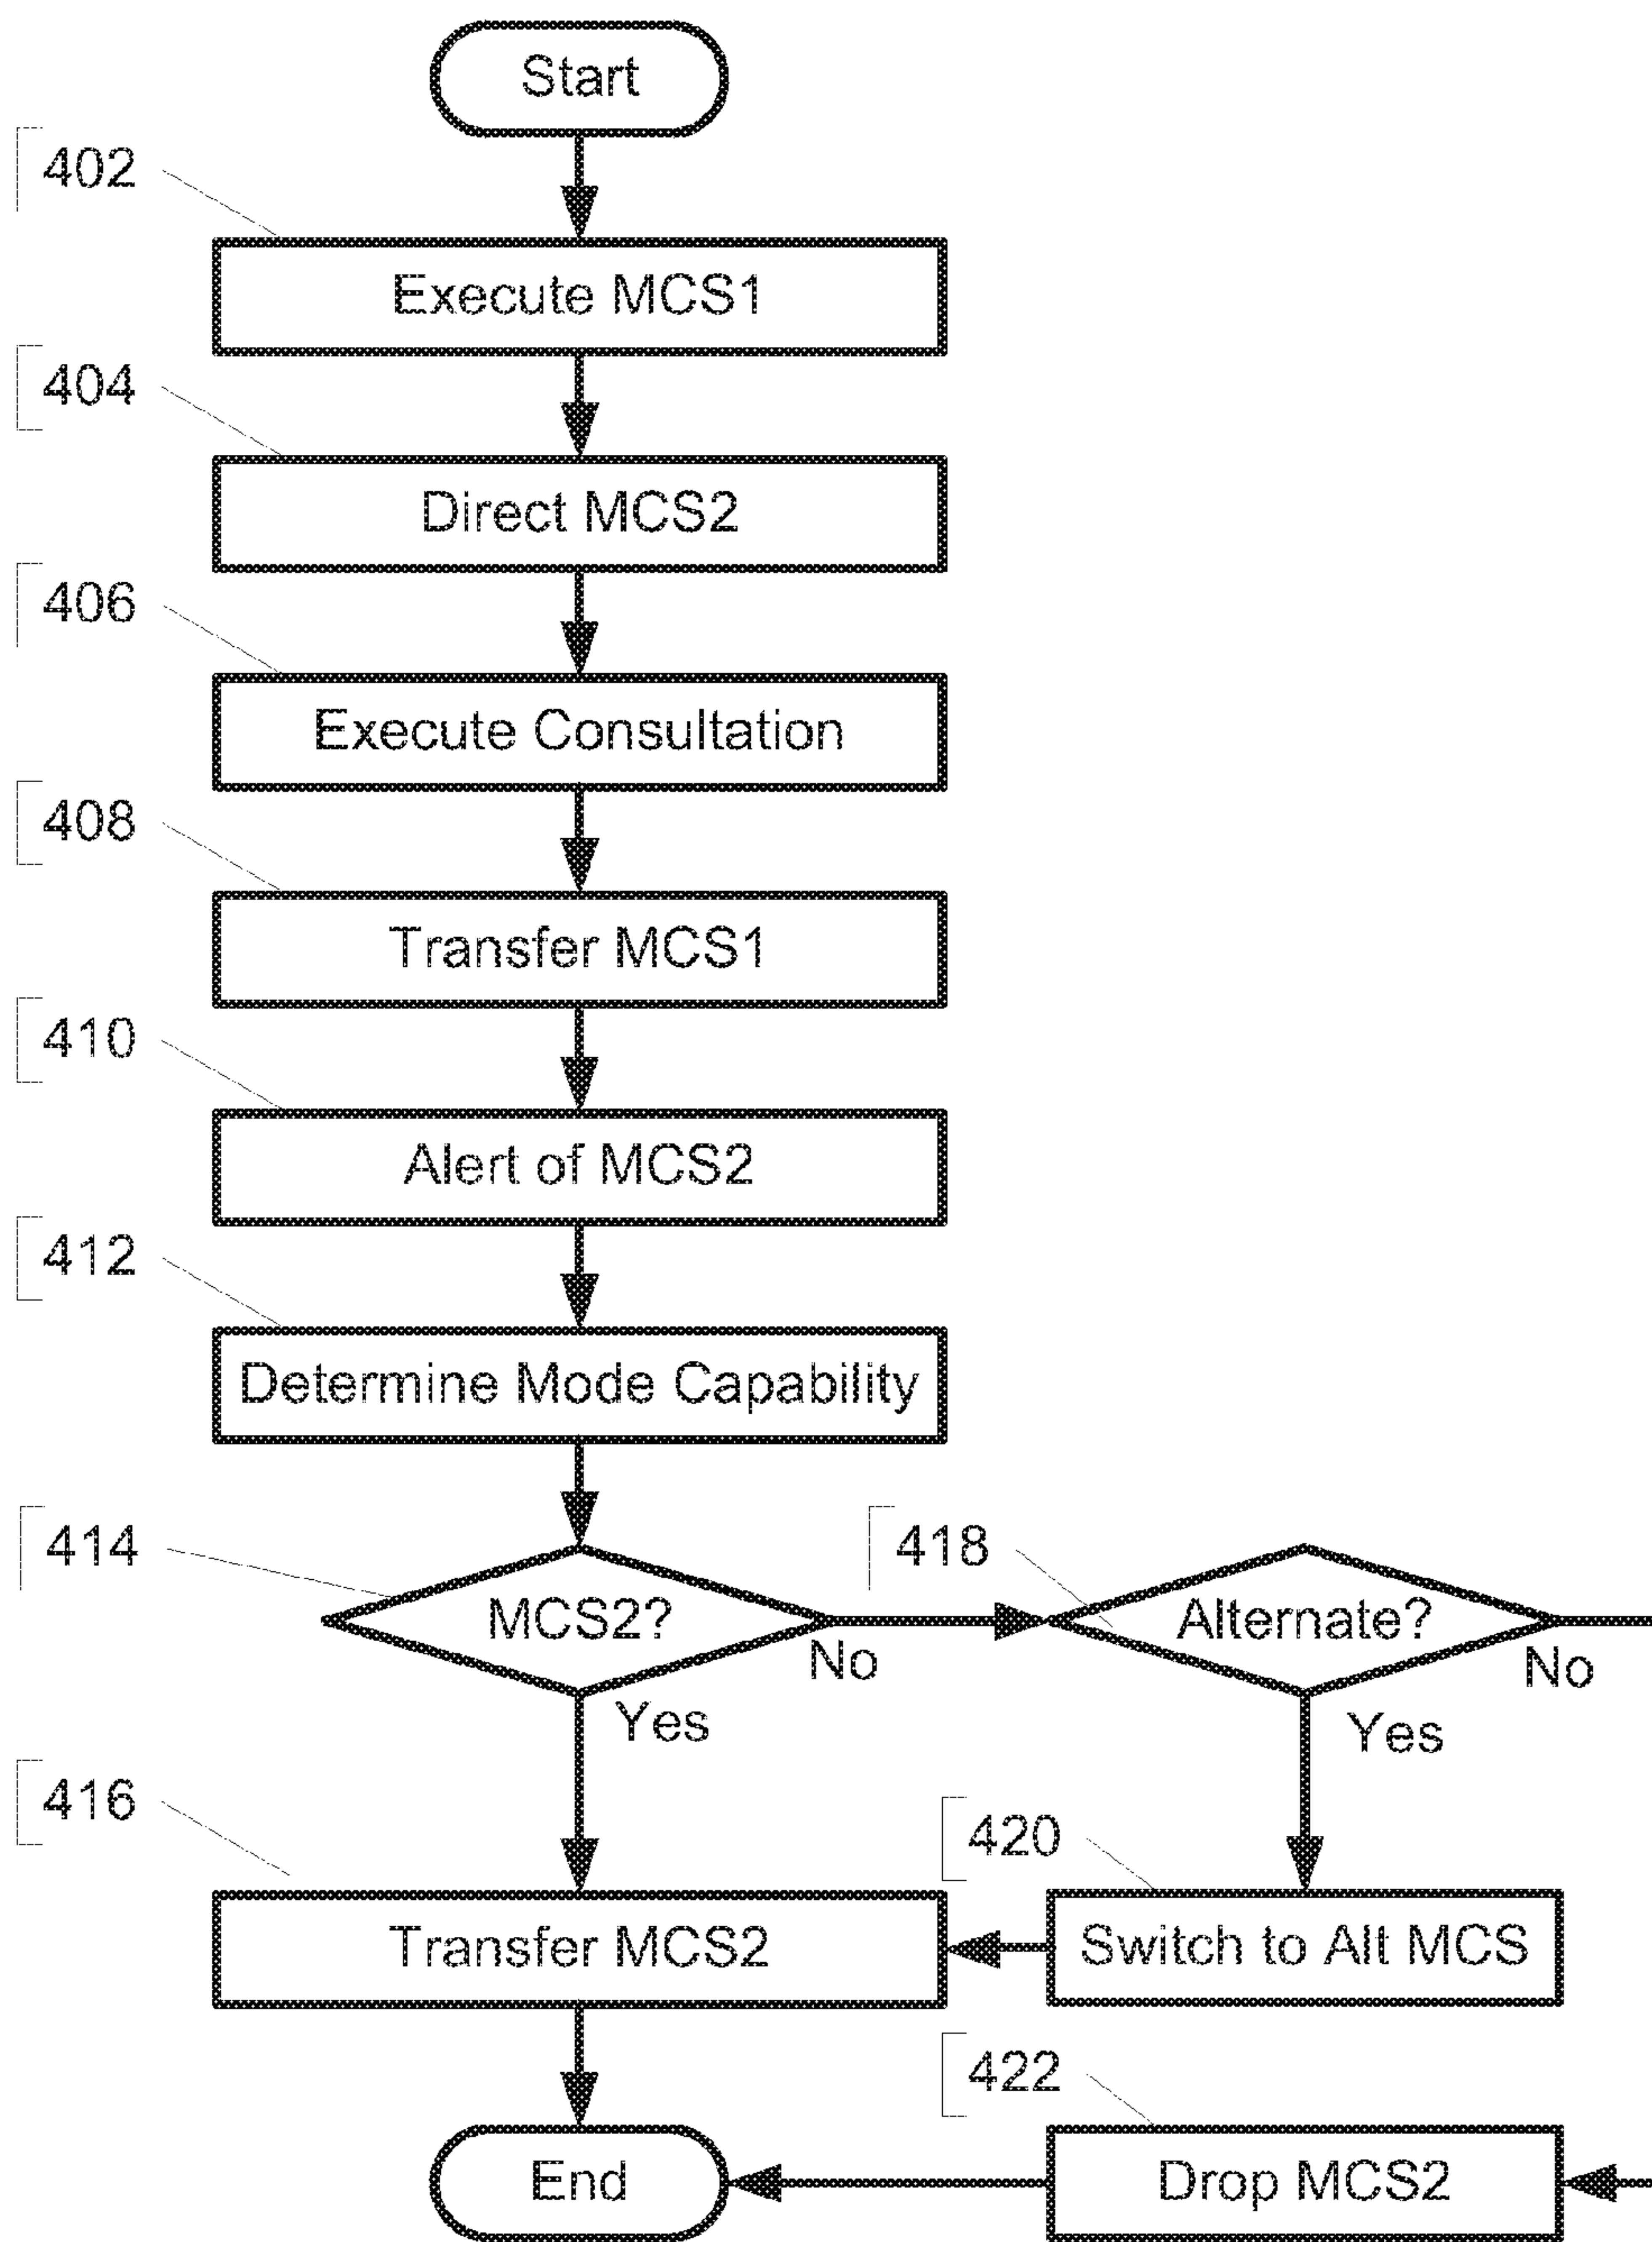 Start
402
Execute MCS1
404
Direct MCS2
406
Execute Consultation
408
Transfer MCS1
410
Alert of MCS2
412
Determine Mode Capability
414
MCS2?
No
Yes
418
Alternate?
No
Yes
416
Transfer MCS2
420
Switch to Alt MCS
422
Drop MCS2
End